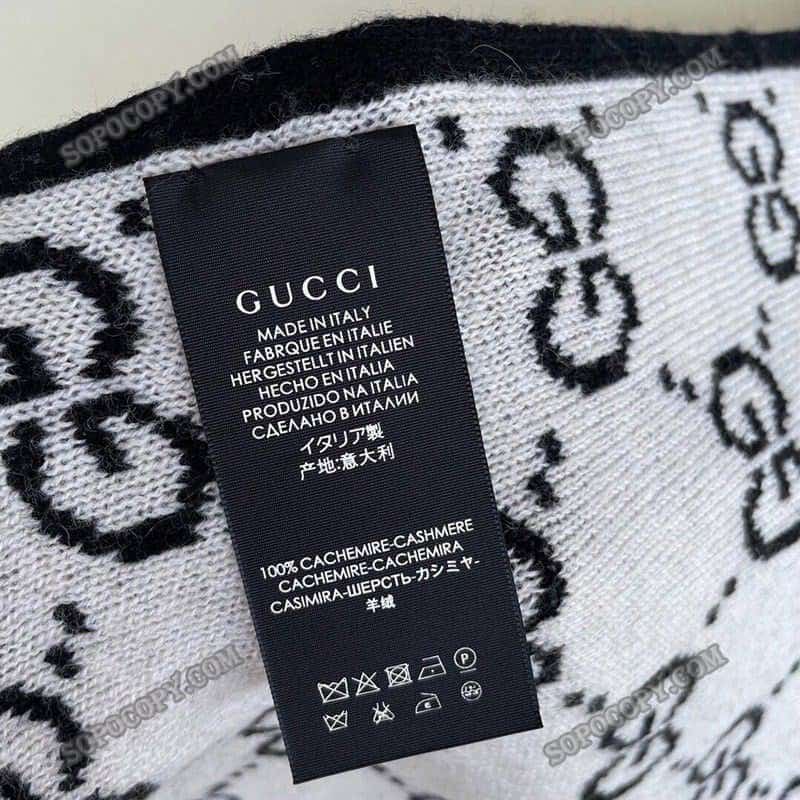 SOPOCOPY.COM
SOPOCOPY.COM
GUCCI
MADE IN ITALY
FABRIQUE EN ITALIE
HERGESTELLT IN ITALIEN
HECHO EN ITALIA
PRODUZIDO NA ITALIA
СДЕЛАНО В ИТАЛИИ
イタリア製
产地:意大利
100% CACHEMIRE-CASHMERE
CACHEMIRE-CACHEMIRA
CASIMIRA-ШЕРСТЬ-カシミヤ-
羊绒
P
SOPOCOPY.COM
SOPOCOPY.COM